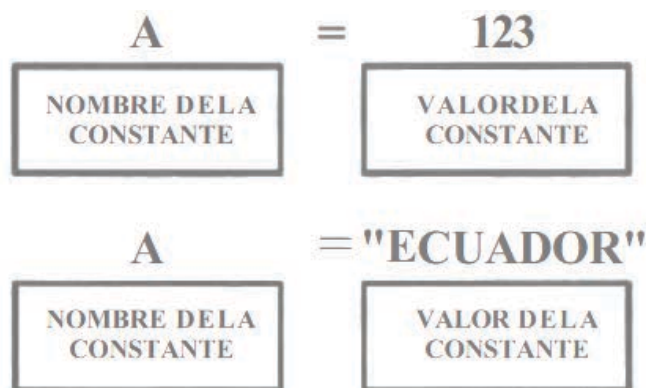 A = 123
NOMBRE DELA VALORDELA
CONSTANTE CONSTANTE
A ="ECUADOR"
NOMBRE DELA VALOR DELA
CONSTANTE CONSTANTE